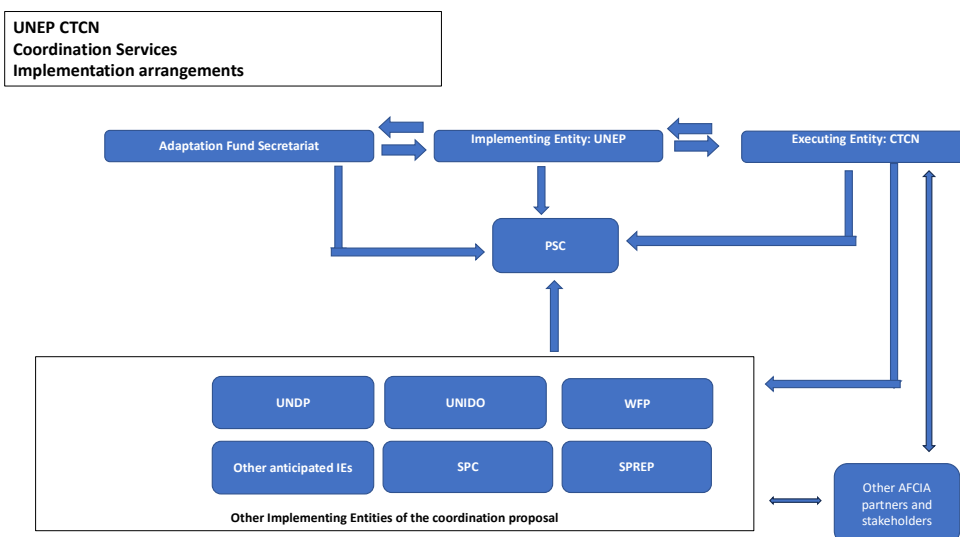 UNEP CTCN
Coordination Services
Implementation arrangements
Adaptation Fund Secretariat
Implementing Entity: UNEP
Executing Entity: CTCN
PSC
UNDP
UNIDO
WFP
Other anticipated IEs
SPC
SPREP
Other Implementing Entities of the coordination proposal
Other AFCIA
partners and
stakeholders